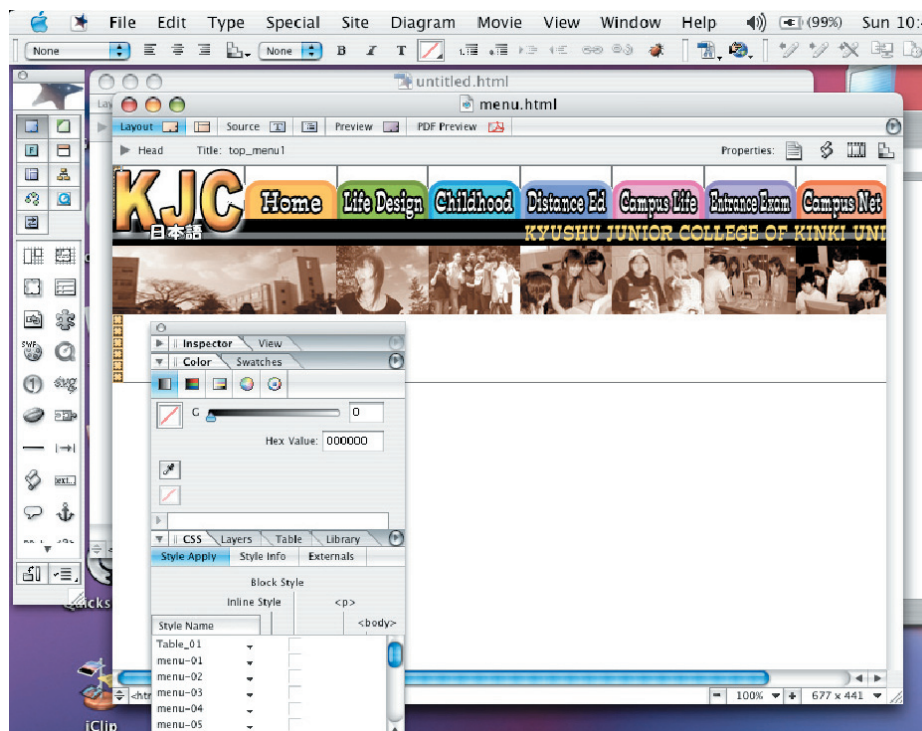 File Edit Type Special Site Diagram Movie View Window Help (99%) Sun 10:
None None B I T
untitled.html
menu.html
Layout Source Preview PDF Preview
Head Title: top_menu1 Properties:
KJC Home Life Design Childhood Distance Ed Campus Life Entrance Exam Campus Net
日本語
KYUSHU JUNIOR COLLEGE OF KINKI UNI
Inspector View
Color Swatches
G 0
Hex Value: 000000
CSS Layers Table Library
Style Apply Style Info Externals
Block Style
Inline Style <p>
Style Name <body>
Table_01
menu-01
menu-02
menu-03
menu-04
menu-05
100% 677 x 441
SWF
svg
text...
Quicks
iClip